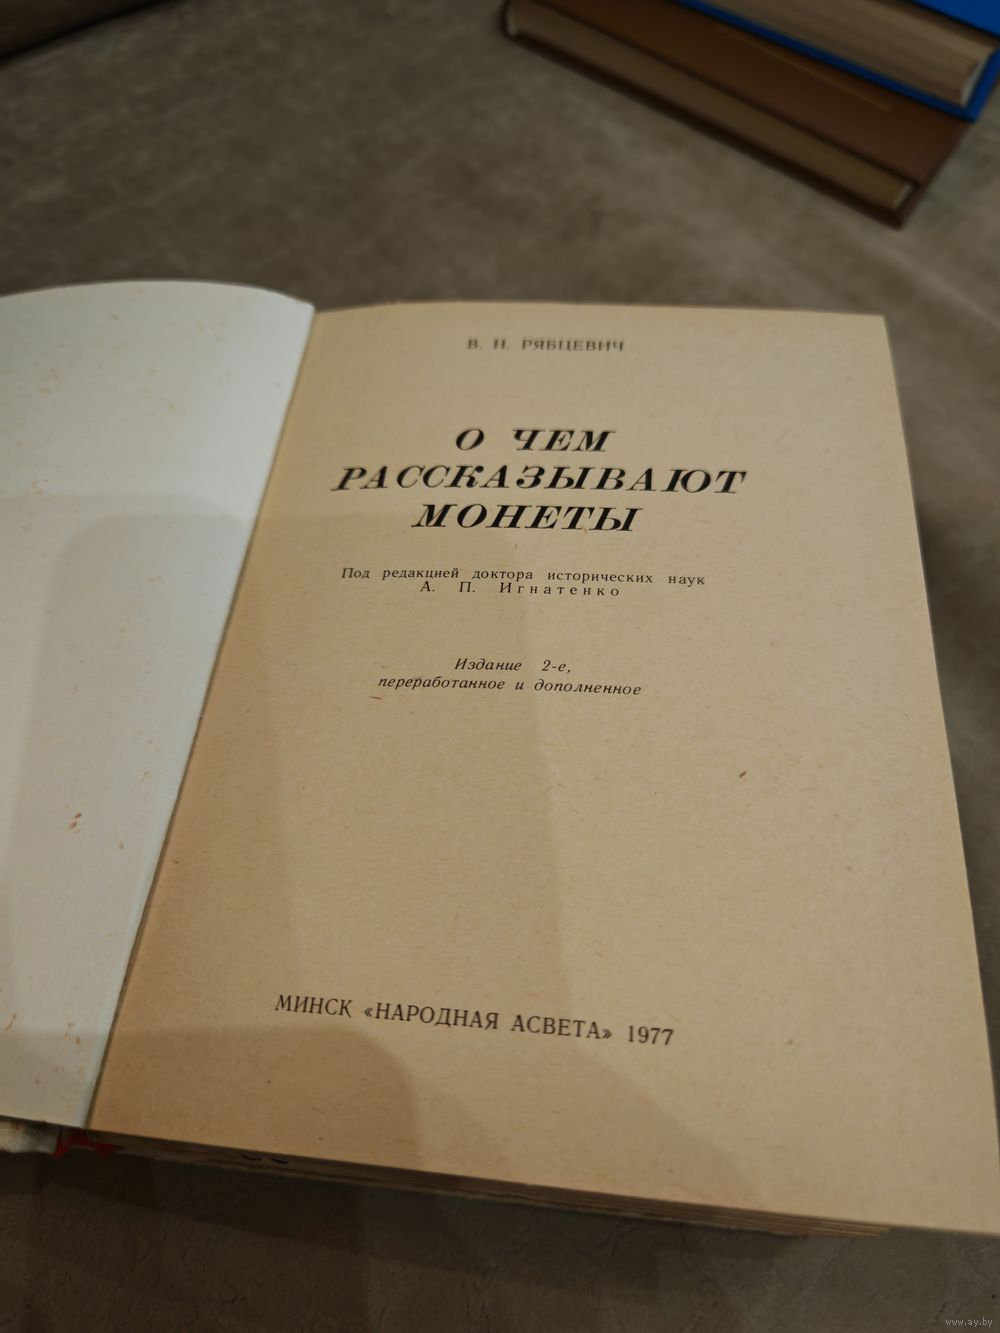 В. Н. РЯБЦЕВИЧ
О ЧЕМ
РАССКАЗЫВАЮТ
МОНЕТЫ
Под редакцией доктора исторических наук
А. П. Игнатенко
Издание 2-е,
переработанное и дополненное
МИНСК «НАРОДНАЯ АСВЕТА» 1977
www.ay.by